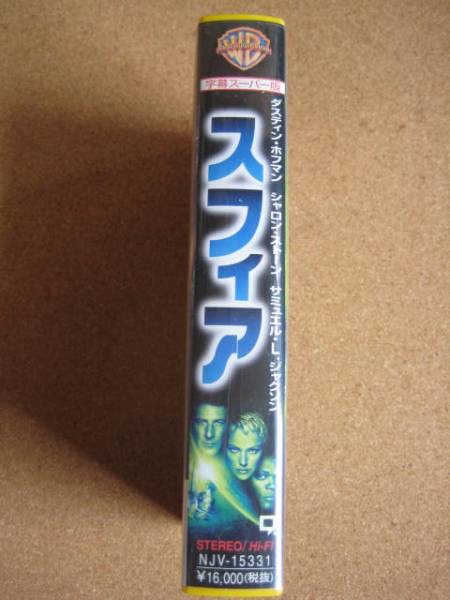 WB
字幕スーパー版
ダスティン・ホフマン シャロン・ストーン サミュエル・L・ジャクソン
スフィア
STEREO/Hi-Fi
NJV-15331
¥16,000(税抜)